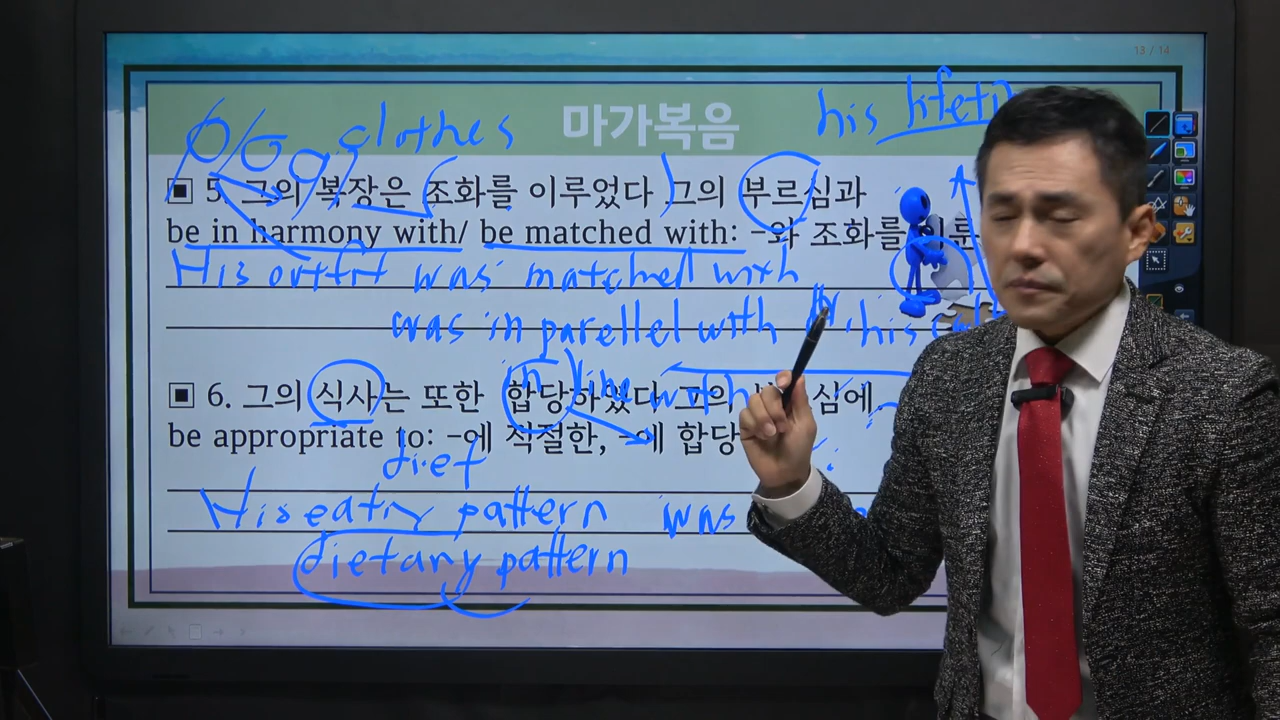 13 / 14
마가복음
his
clothes
▣ 5. 그의 복장은 조화를 이루었다 그의 부르심과
be in harmony with/ be matched with: -와 조화를 이룬
His outfit was matched with
was in parellel with his
in line with
▣ 6. 그의 식사는 또한 합당하였다 그의 심에
be appropriate to: -에 적절한, -에 합당
diet
His eating pattern was
dietary pattern